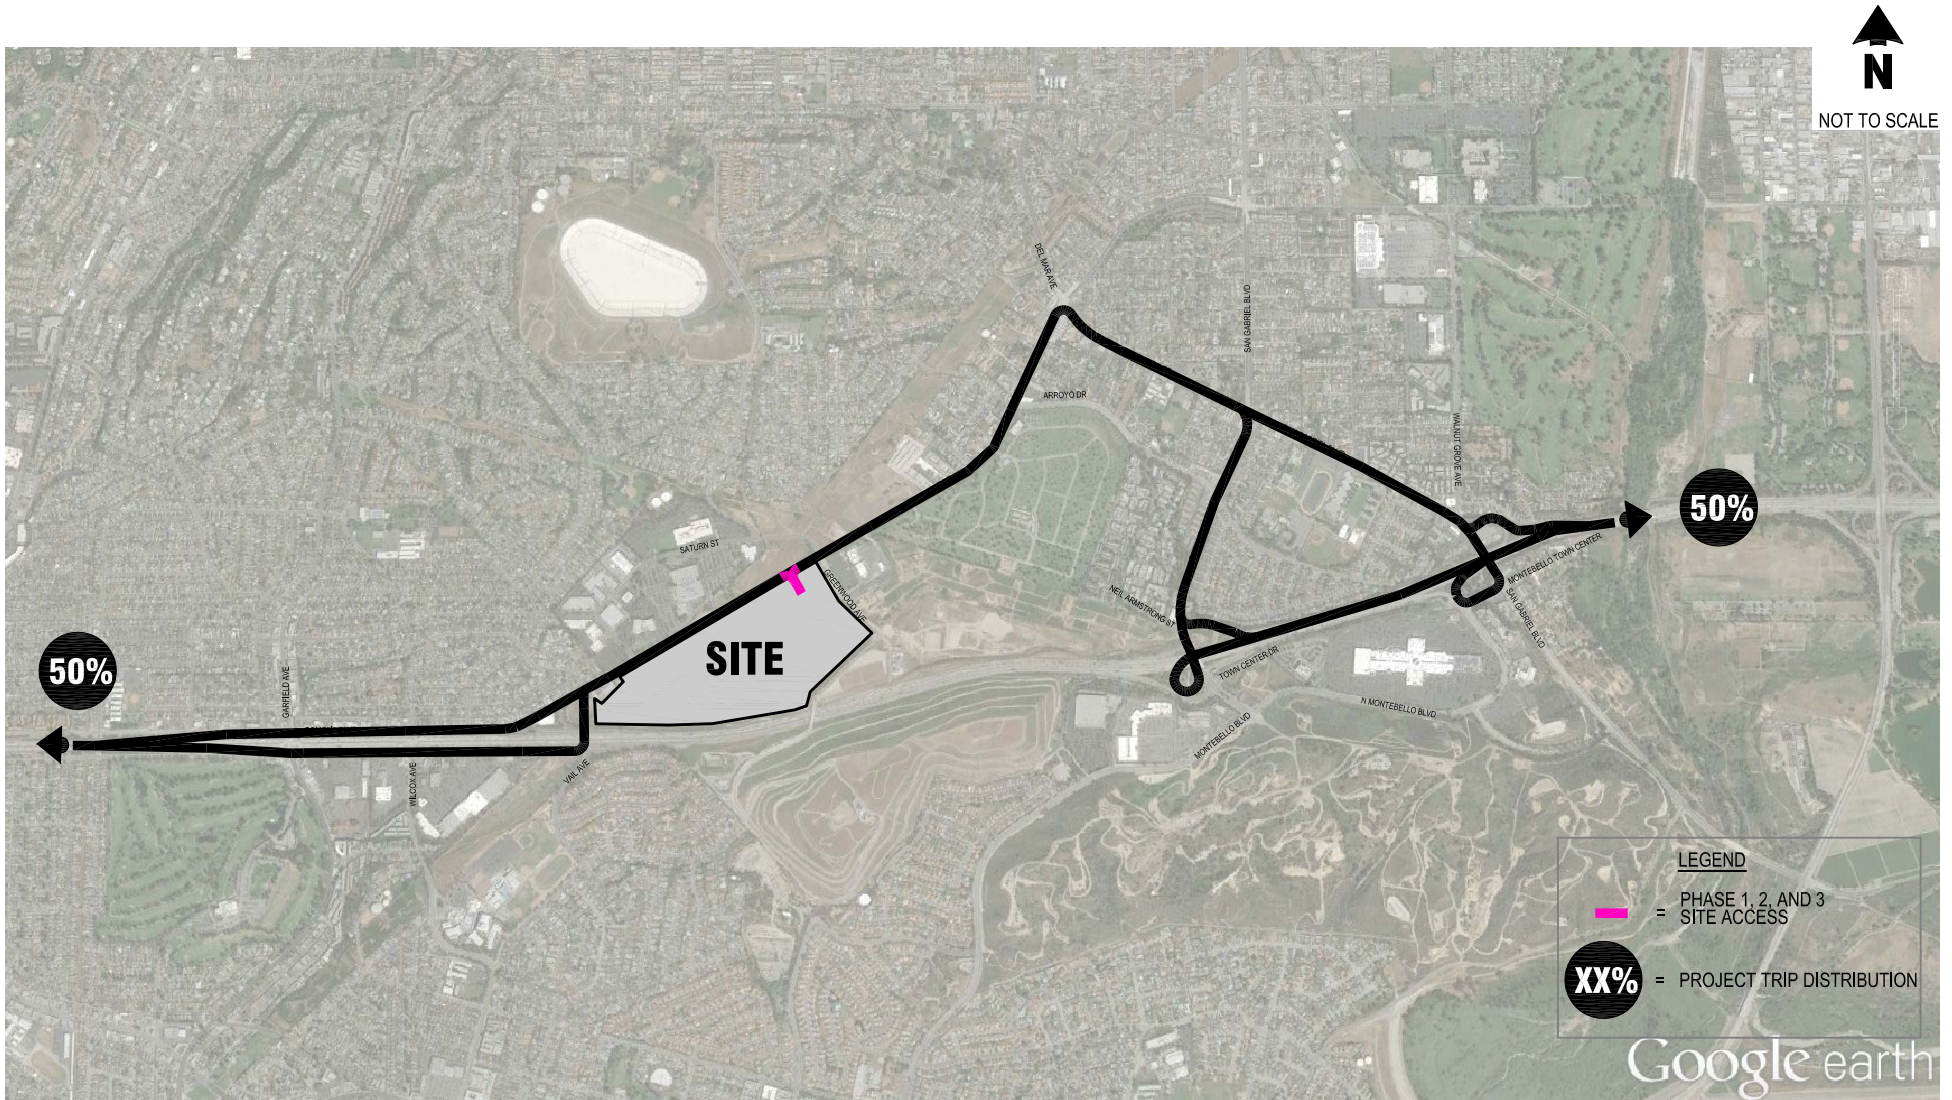 N
NOT TO SCALE
DEL MAR AVE
SAN GABRIEL BLVD
ARROYO DR
WALNUT GROVE AVE
50%
SATURN ST
MONTEBELLO TOWN CENTER
GREENWOOD AVE
NEIL ARMSTRONG ST
SAN GABRIEL BLVD
SITE
50%
TOWN CENTER DR
GARFIELD AVE
N MONTEBELLO BLVD
MONTEBELLO BLVD
VAIL AVE
WILCOX AVE
LEGEND
= PHASE 1, 2, AND 3
SITE ACCESS
XX% = PROJECT TRIP DISTRIBUTION
Google earth